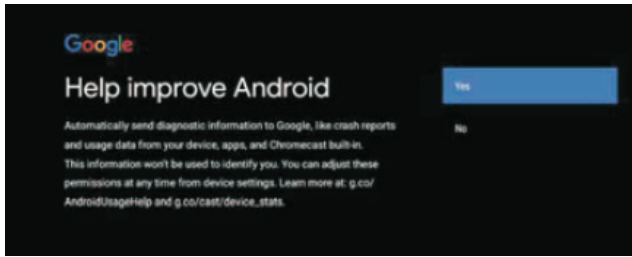 Google
Help improve Android
Automatically send diagnostic information to Google, like crash reports
and usage data from your device, apps, and Chromecast built-in.
This information won't be used to identify you. You can adjust these
permissions at any time from device settings. Learn more at: g.co/
AndroidUsageHelp and g.co/cast/device_stats.
Yes
No